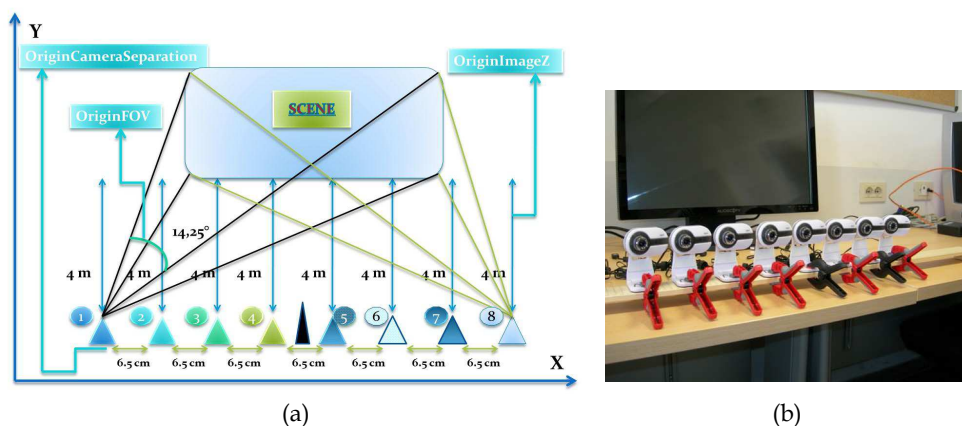 Y
OriginCameraSeparation
OriginImageZ
SCENE
OriginFOV
14,25°
4 m 4 m 4 m 4 m 4 m 4 m 4 m 4 m
1 2 3 4 5 6 7 8
6.5 cm 6.5 cm 6.5 cm 6.5 cm 6.5 cm 6.5 cm 6.5 cm
X
(a)
(b)